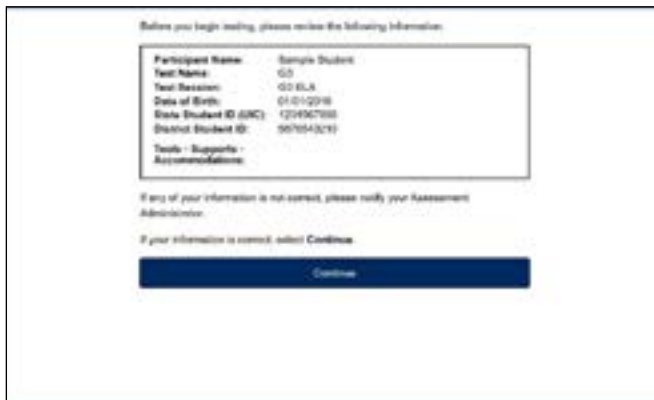 Before you begin testing, please review the following information.
Participant Name: Sample Student
Test Name: G3
Test Session: G3 ELA
Date of Birth: 01/01/2016
State Student ID (UIC): 1234567890
District Student ID: 9876543210
Tools - Supports -
Accommodations:
If any of your information is not correct, please notify your Assessment
Administrator.
If your information is correct, select Continue.
Continue